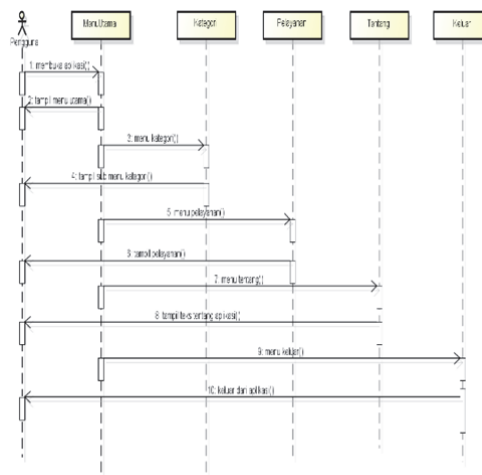 Pengguna
MenuUtama
Kategori
Pelayanan
Tentang
Keluar
1: membuka aplikasi()
2: tampil menu utama()
3: menu kategori()
4: tampil sub menu kategori()
5: menu pelayanan()
6: tampil pelayanan()
7: menu tentang()
8: tampil teks tentang aplikasi()
9: menu keluar()
10: keluar dari aplikasi()